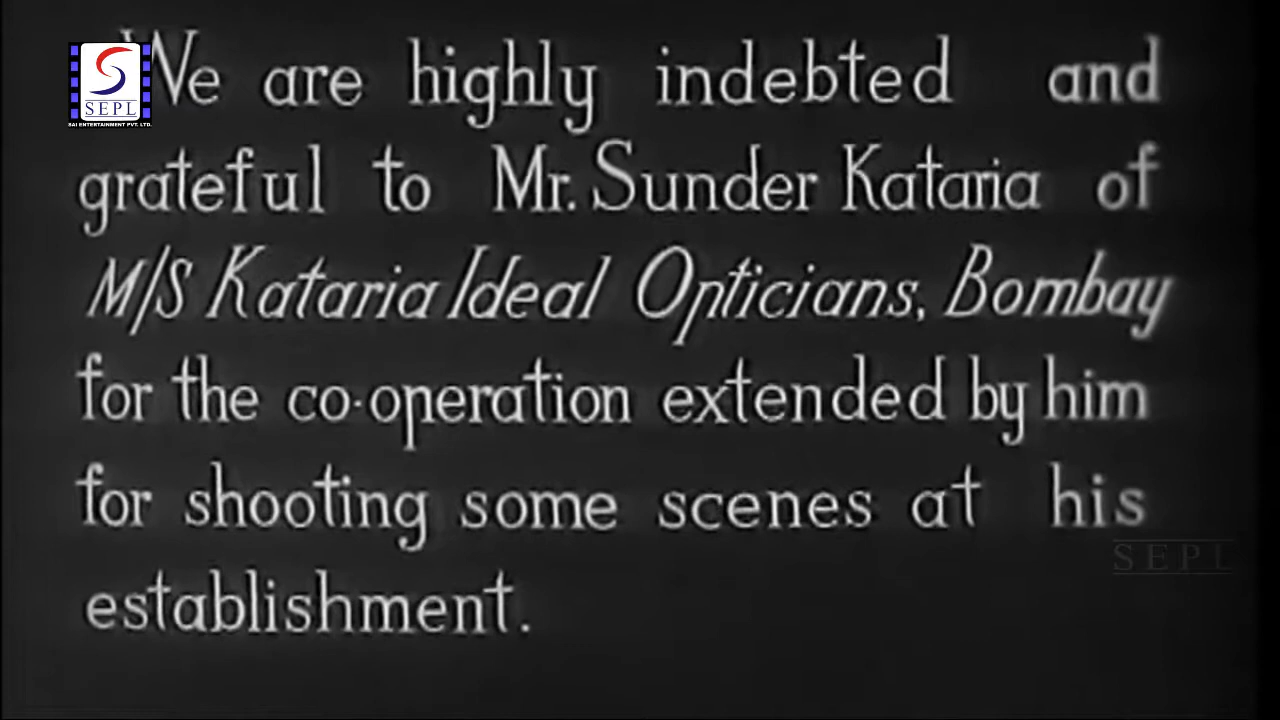 We are highly indebted and
grateful to Mr. Sunder Kataria of
M/S Kataria Ideal Opticians, Bombay
for the co-operation extended by him
for shooting some scenes at his
establishment.
SEPL
SAI ENTERTAINMENT PVT. LTD.
SEPL